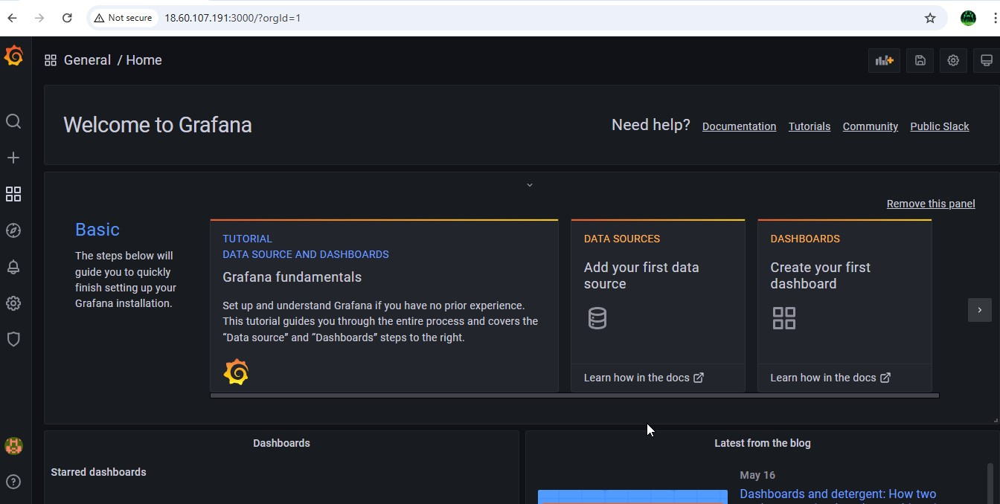 Not secure 18.60.107.191:3000/?orgId=1
General / Home
Welcome to Grafana
Need help? Documentation Tutorials Community Public Slack
Remove this panel
Basic
The steps below will
guide you to quickly
finish setting up your
Grafana installation.
TUTORIAL
DATA SOURCE AND DASHBOARDS
Grafana fundamentals
Set up and understand Grafana if you have no prior experience.
This tutorial guides you through the entire process and covers the
“Data source” and “Dashboards” steps to the right.
DATA SOURCES
Add your first data
source
Learn how in the docs
DASHBOARDS
Create your first
dashboard
Learn how in the docs
Dashboards
Starred dashboards
Latest from the blog
May 16
Dashboards and detergent: How two